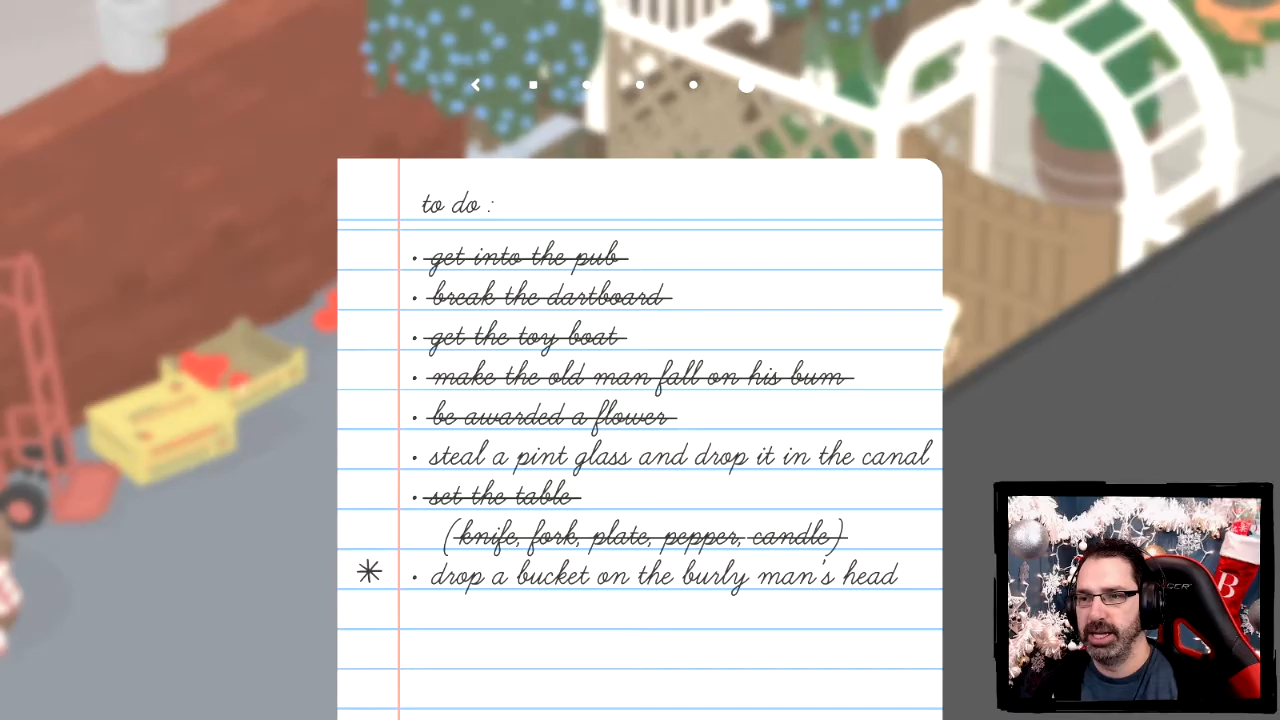 to do :
· get into the pub
· break the dartboard
· get the toy boat
· make the old man fall on his bum
· be awarded a flower
· steal a pint glass and drop it in the canal
· set the table
(knife, fork, plate, pepper, candle)
· drop a bucket on the burly man's head
B